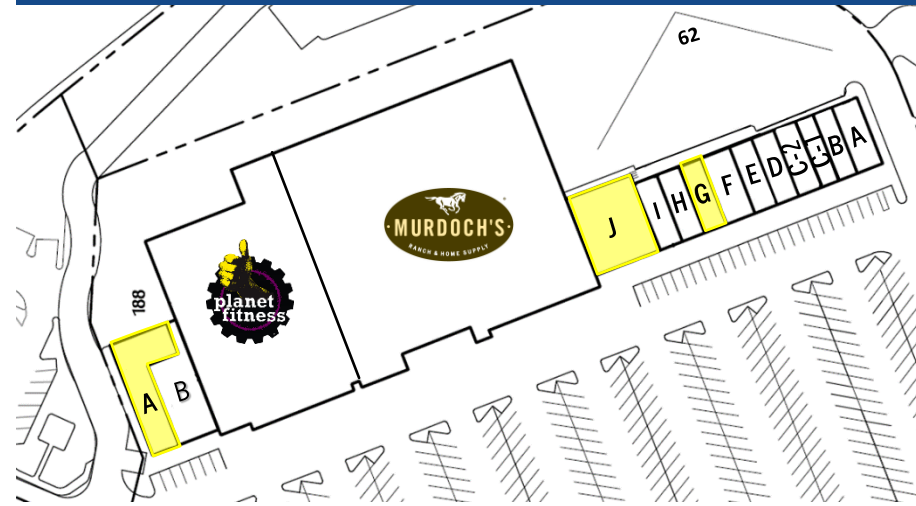 62
A
B
C-1
C-2
D
E
F
G
H
I
J
MURDOCH'S
RANCH & HOME SUPPLY
planet
fitness
188
A
B